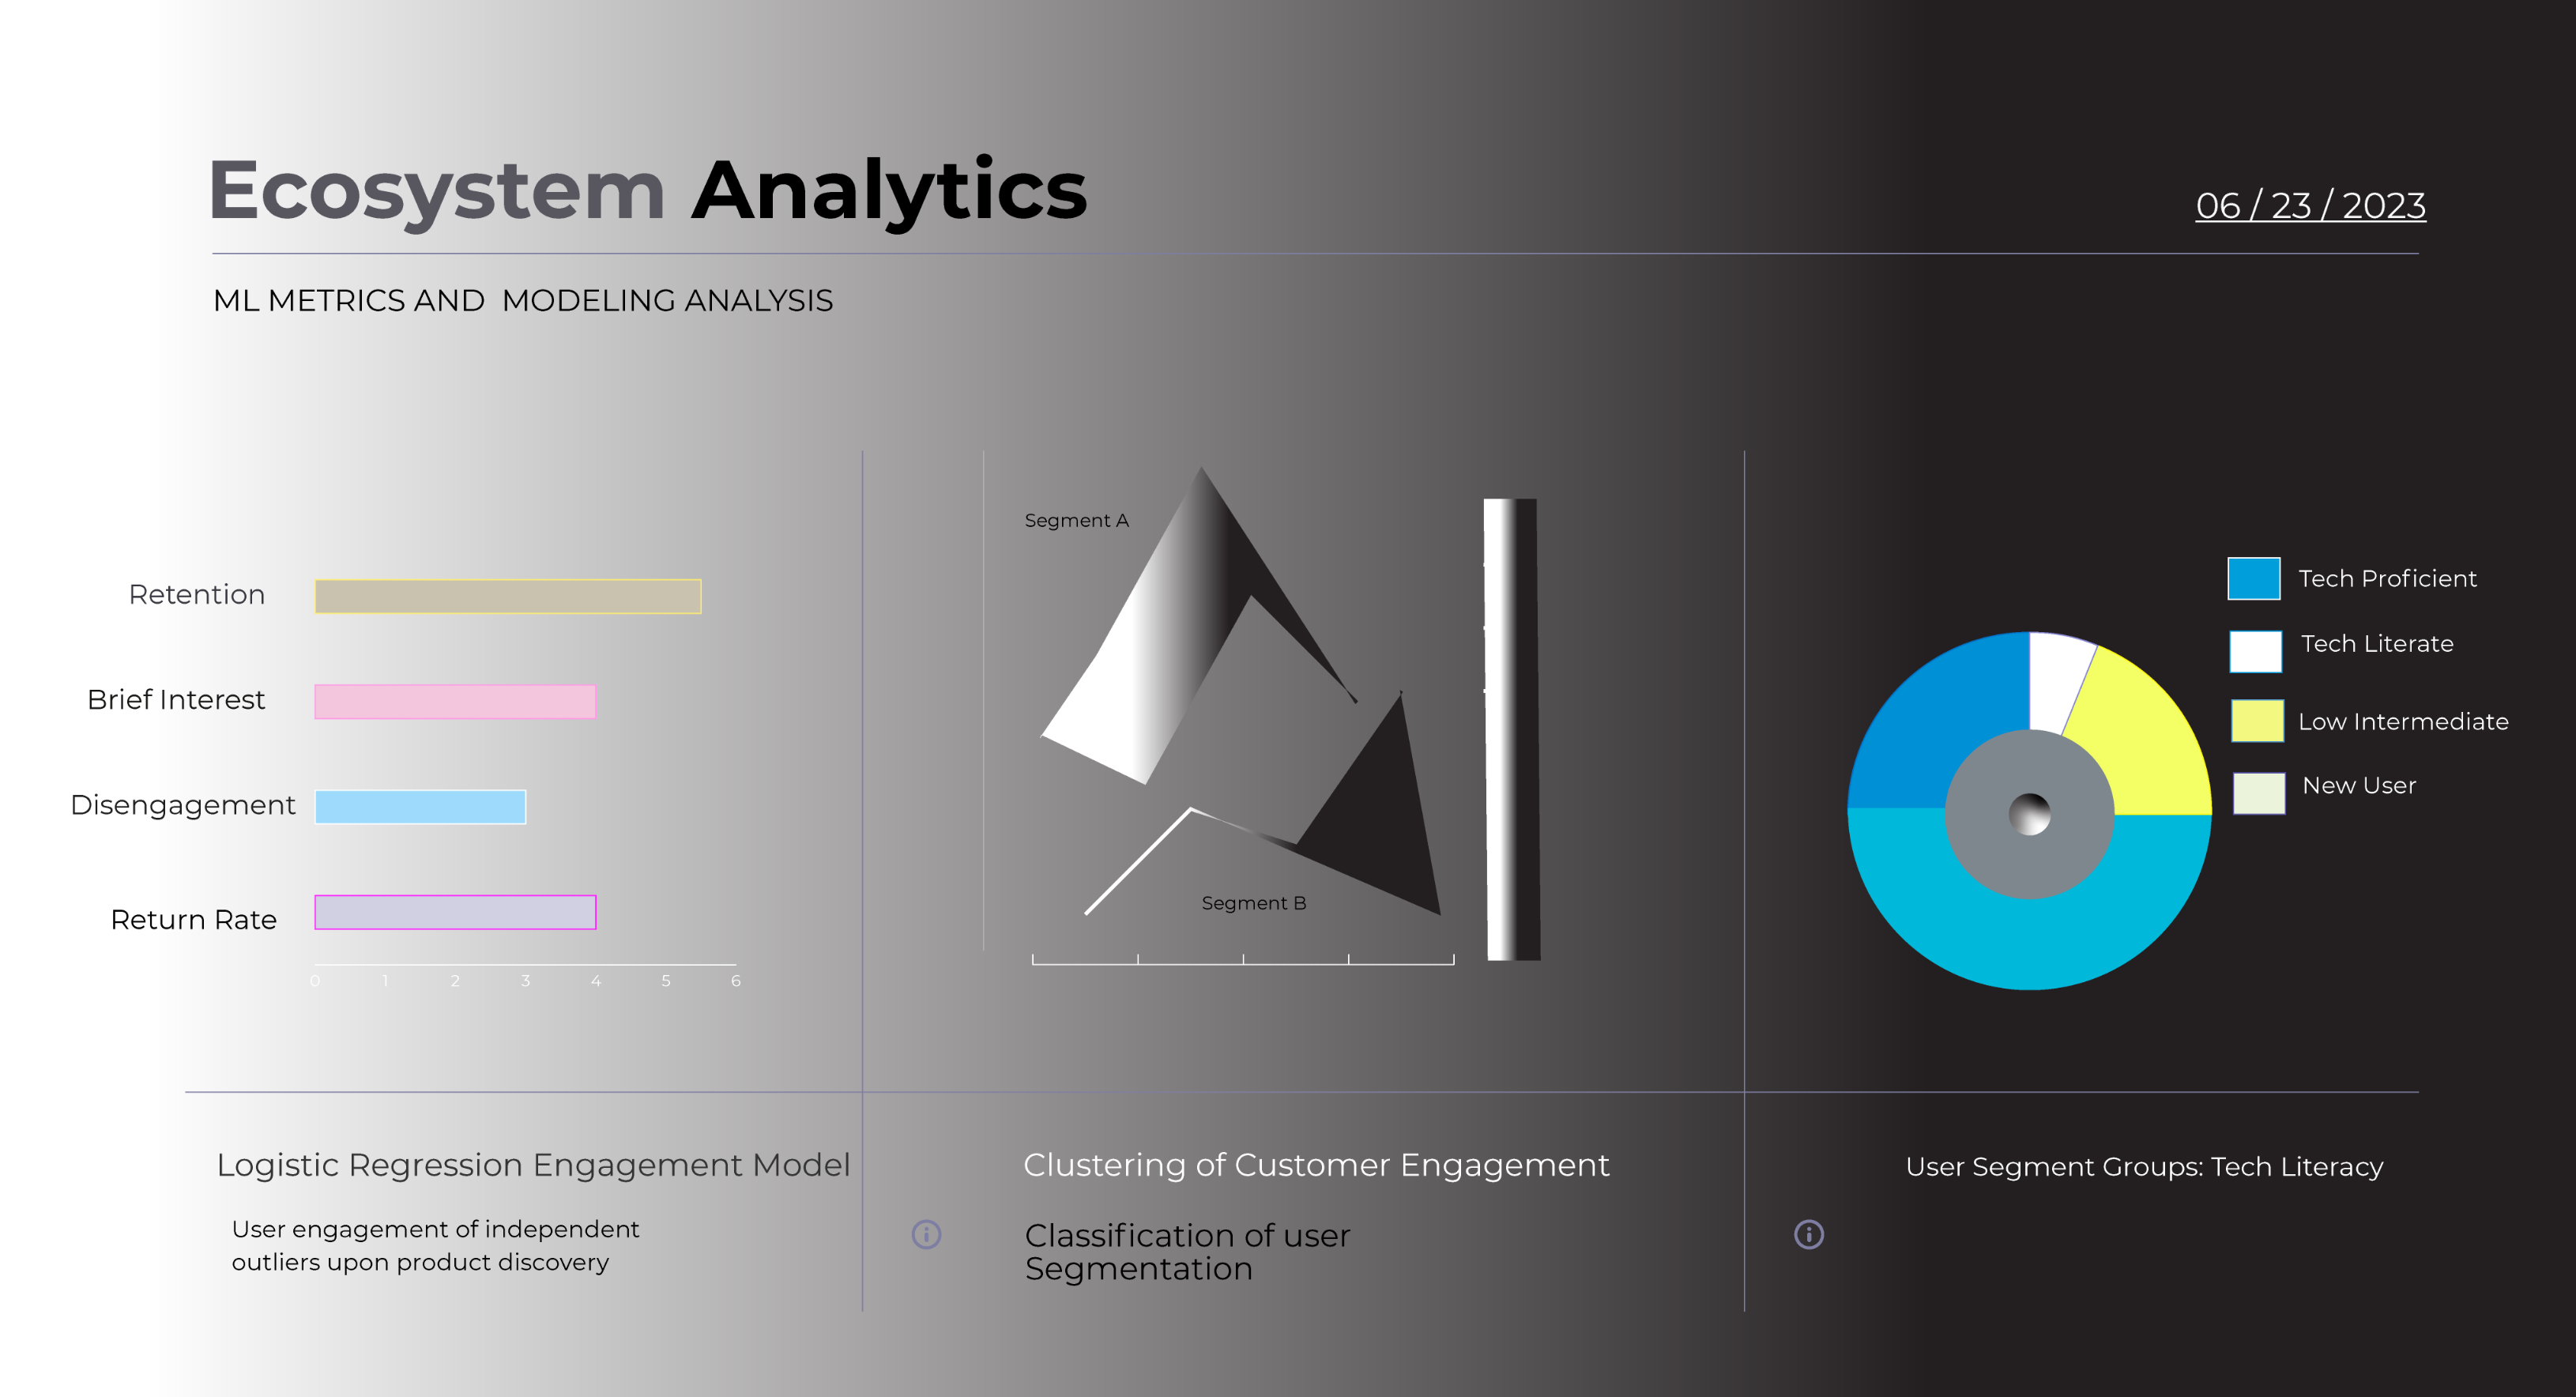 Ecosystem Analytics
06 / 23 / 2023
ML METRICS AND  MODELING ANALYSIS
Retention
Brief Interest
Disengagement
Return Rate
0 1 2 3 4 5 6
Segment A
Segment B
Tech Proficient
Tech Literate
Low Intermediate
New User
Logistic Regression Engagement Model
User engagement of independent
outliers upon product discovery
Clustering of Customer Engagement
Classification of user
Segmentation
User Segment Groups: Tech Literacy